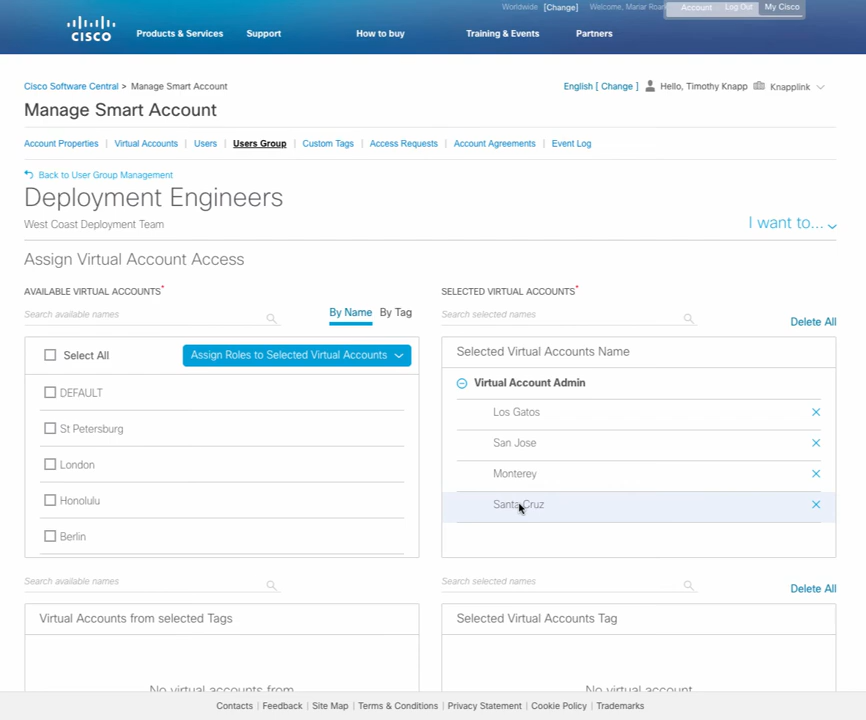 Worldwide [Change] Welcome, Mariar Roar Account Log Out My Cisco
CISCO Products & Services Support How to buy Training & Events Partners
Cisco Software Central > Manage Smart Account English [ Change ] Hello, Timothy Knapp Knapplink
Manage Smart Account
Account Properties | Virtual Accounts | Users | Users Group | Custom Tags | Access Requests | Account Agreements | Event Log
Back to User Group Management
Deployment Engineers
West Coast Deployment Team
I want to...
Assign Virtual Account Access
AVAILABLE VIRTUAL ACCOUNTS*
Search available names
By Name By Tag
Select All
Assign Roles to Selected Virtual Accounts
DEFAULT
St Petersburg
London
Honolulu
Berlin
SELECTED VIRTUAL ACCOUNTS*
Search selected names
Delete All
Selected Virtual Accounts Name
Virtual Account Admin
Los Gatos
San Jose
Monterey
Santa Cruz
Search available names
Virtual Accounts from selected Tags
No virtual accounts from
Search selected names
Delete All
Selected Virtual Accounts Tag
No virtual account
Contacts | Feedback | Site Map | Terms & Conditions | Privacy Statement | Cookie Policy | Trademarks